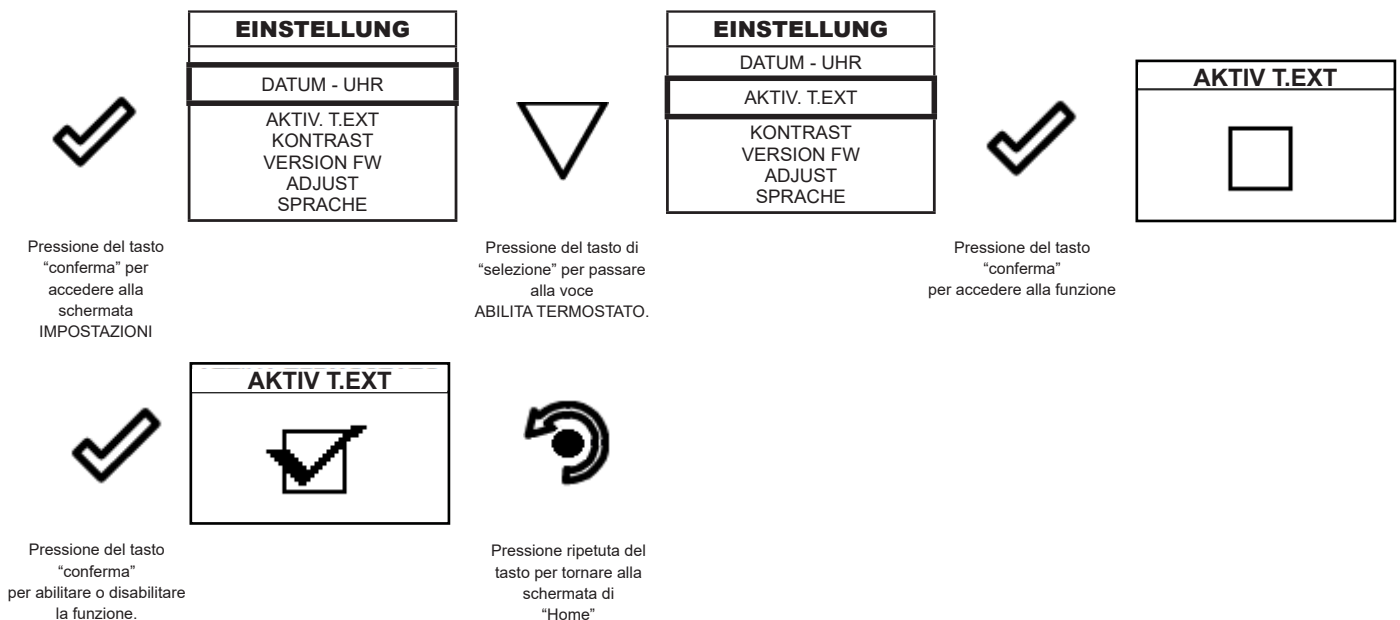 EINSTELLUNG
DATUM - UHR
AKTIV. T.EXT
KONTRAST
VERSION FW
ADJUST
SPRACHE
EINSTELLUNG
DATUM - UHR
AKTIV. T.EXT
KONTRAST
VERSION FW
ADJUST
SPRACHE
AKTIV T.EXT
Pressione del tasto
“conferma” per
accedere alla
schermata
IMPOSTAZIONI
Pressione del tasto di
“selezione” per passare
alla voce
ABILITA TERMOSTATO.
Pressione del tasto
“conferma”
per accedere alla funzione
AKTIV T.EXT
Pressione del tasto
“conferma”
per abilitare o disabilitare
la funzione.
Pressione ripetuta del
tasto per tornare alla
schermata di
“Home”